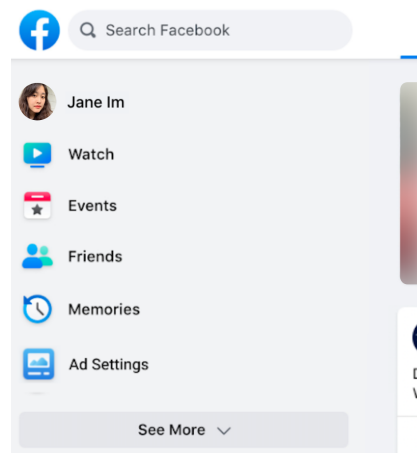 Search Facebook
Jane Im
Watch
Events
Friends
Memories
Ad Settings
See More